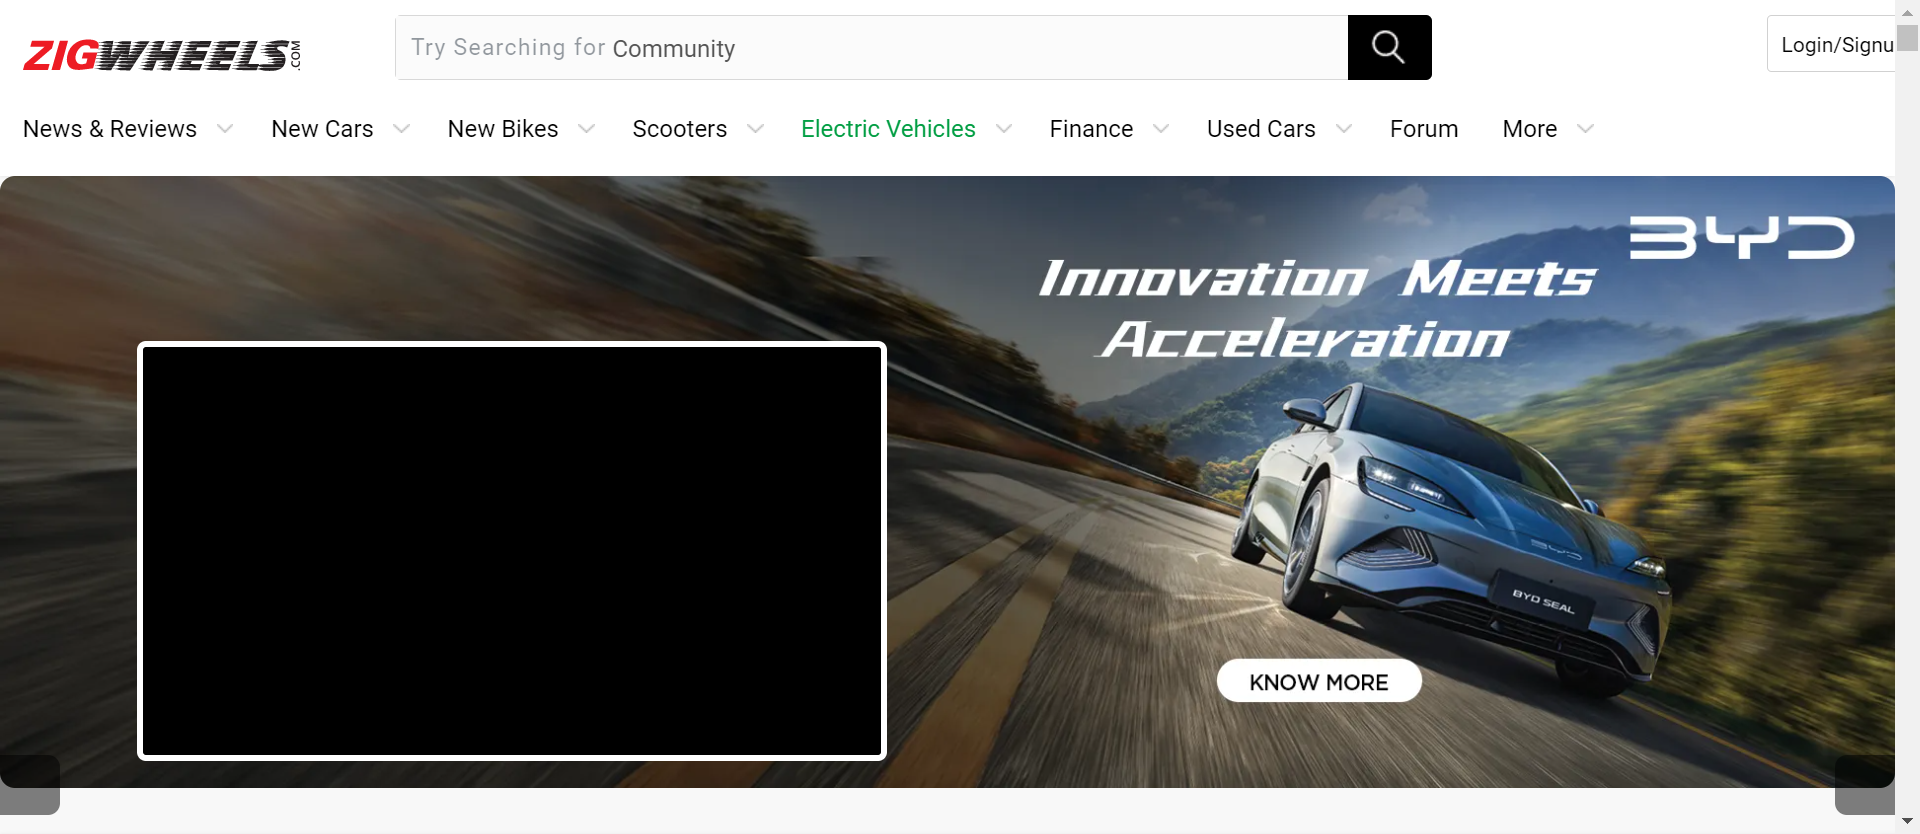 ZIGWHEELS.COM
Try Searching for Community
Login/Signu
News & Reviews New Cars New Bikes Scooters Electric Vehicles Finance Used Cars Forum More
BYD
Innovation Meets
Acceleration
BYD
BYD SEAL
KNOW MORE